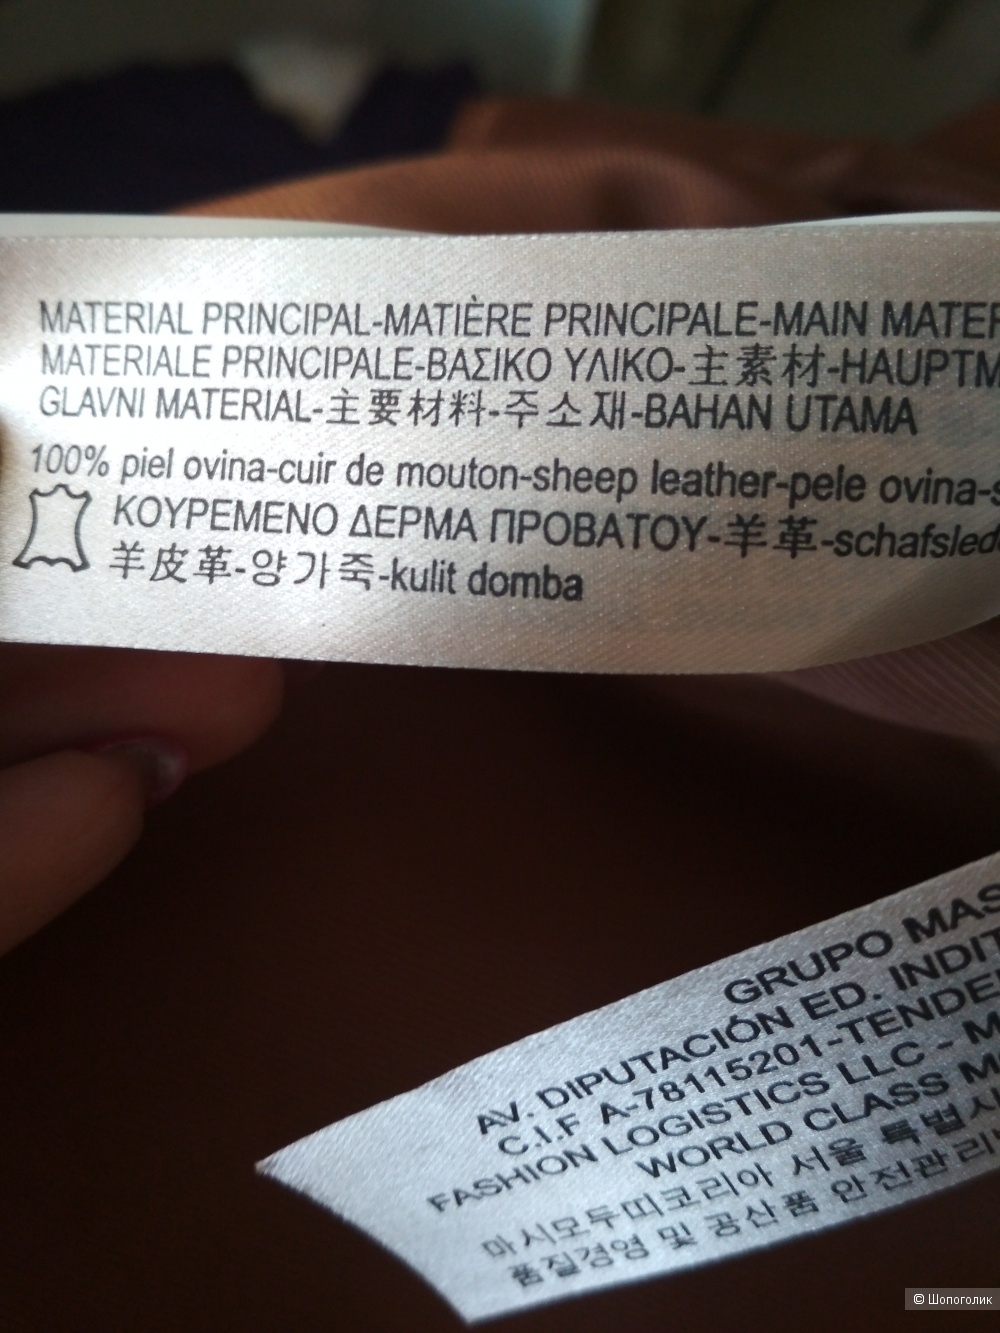 MATERIAL PRINCIPAL-MATIÈRE PRINCIPALE-MAIN MATER
MATERIALE PRINCIPALE-ΒΑΣΙΚΟ ΥΛΙΚΟ-主素材-HAUPTM
GLAVNI MATERIAL-主要材料-주소재-BAHAN UTAMA
100% piel ovina-cuir de mouton-sheep leather-pele ovina-s
ΚΟΥΡΕΜΕΝΟ ΔΕΡΜΑ ΠΡΟΒΑΤΟΥ-羊革-schafsled
羊皮革-양가죽-kulit domba
GRUPO MAS
AV. DIPUTACIÓN ED. INDIT
C.I.F A-78115201-TENDE
FASHION LOGISTICS LLC - M
WORLD CLASS M
마시모두띠코리아 서울 특별시
품질경영 및 공산품 안전관리
© Шопоголик